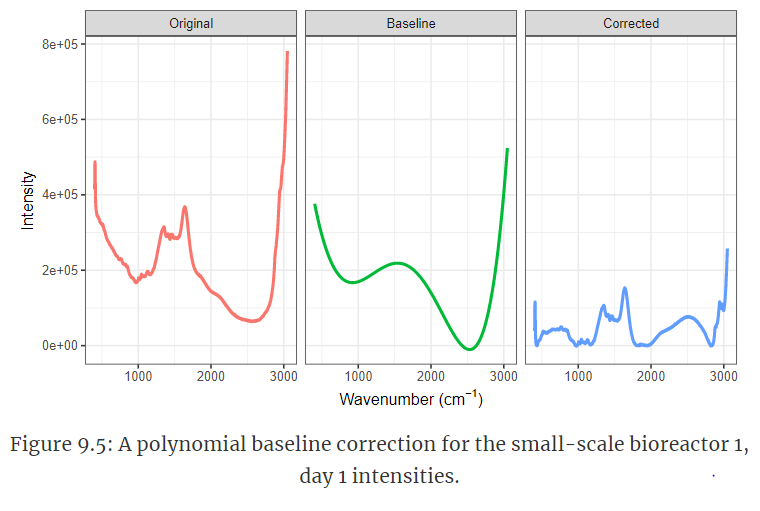 Original Baseline Corrected
8e+05
6e+05
4e+05
2e+05
0e+00
Intensity
1000 2000 3000 1000 2000 3000 1000 2000 3000
Wavenumber (cm⁻¹)
Figure 9.5: A polynomial baseline correction for the small-scale bioreactor 1,
day 1 intensities.